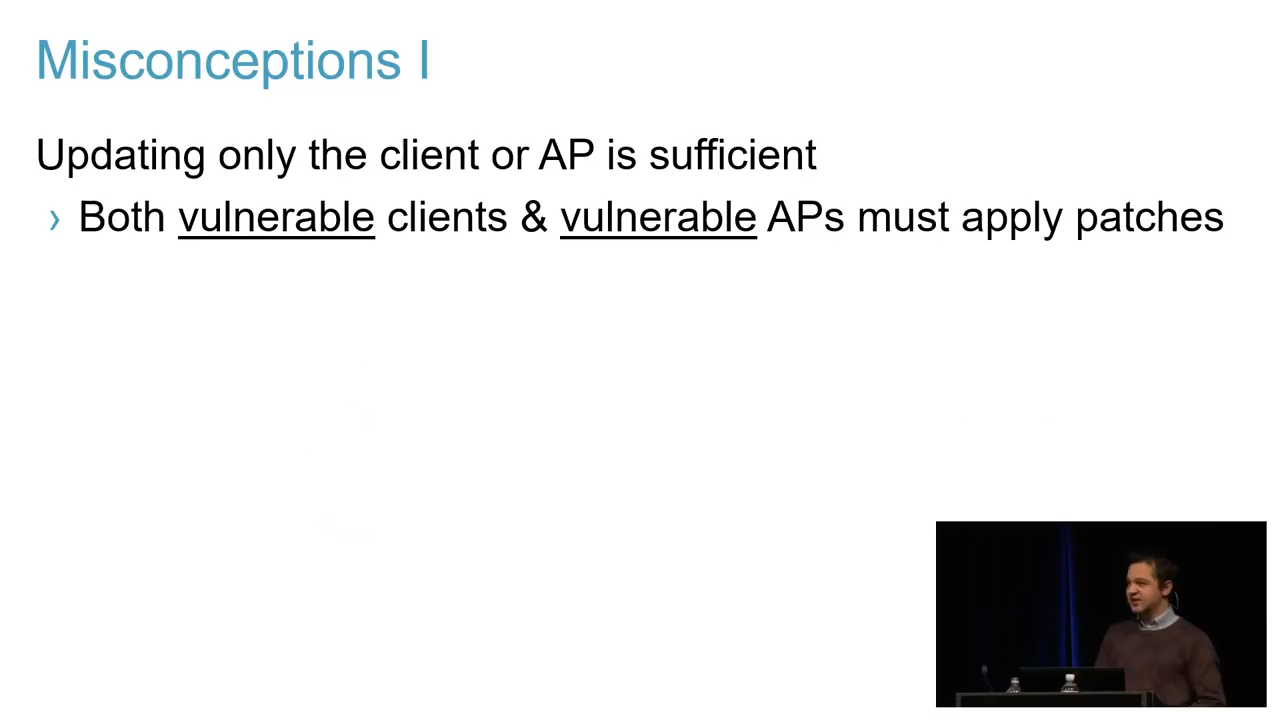 Misconceptions I
Updating only the client or AP is sufficient
› Both vulnerable clients & vulnerable APs must apply patches